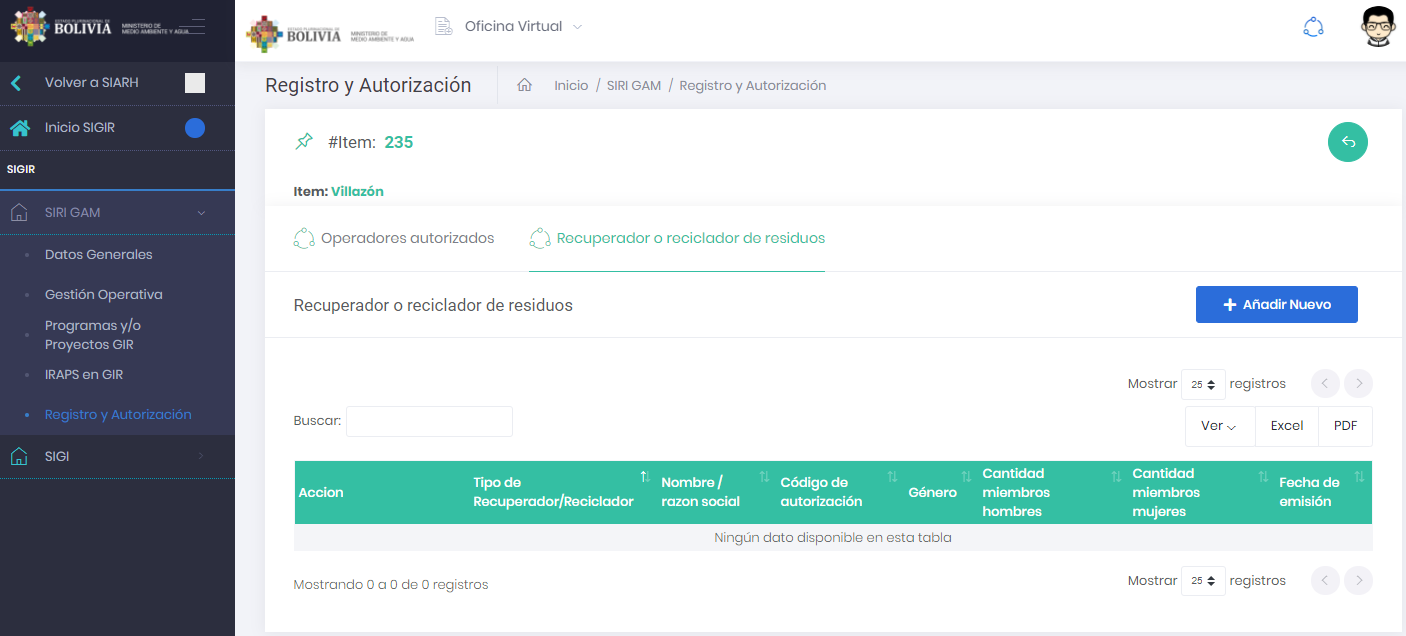 ESTADO PLURINACIONAL DE
BOLIVIA
MINISTERIO DE
MEDIO AMBIENTE Y AGUA
Volver a SIARH
Inicio SIGIR
SIGIR
SIRI GAM
Datos Generales
Gestión Operativa
Programas y/o
Proyectos GIR
IRAPS en GIR
Registro y Autorización
SIGI
ESTADO PLURINACIONAL DE
BOLIVIA
MINISTERIO DE
MEDIO AMBIENTE Y AGUA
Oficina Virtual
Registro y Autorización
Inicio / SIRI GAM / Registro y Autorización
#Item: 235
Item: Villazón
Operadores autorizados
Recuperador o reciclador de residuos
Recuperador o reciclador de residuos
Añadir Nuevo
Mostrar 25 registros
Buscar:
Ver
Excel
PDF
Accion
Tipo de
Recuperador/Reciclador
Nombre /
razon social
Código de
autorización
Género
Cantidad
miembros
hombres
Cantidad
miembros
mujeres
Fecha de
emisión
Ningún dato disponible en esta tabla
Mostrando 0 a 0 de 0 registros
Mostrar 25 registros